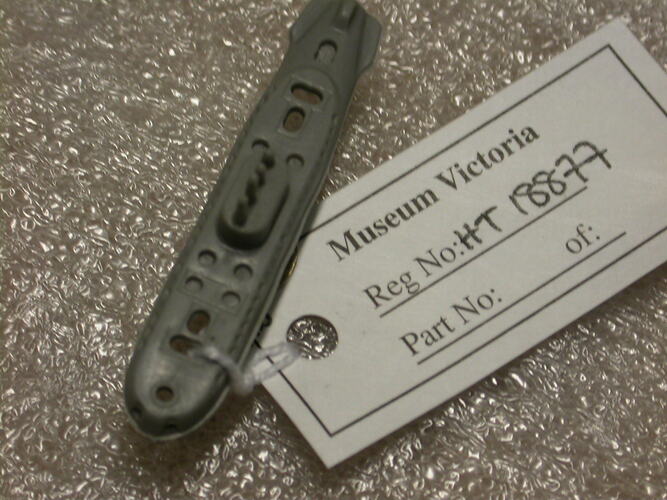 Museum Victoria
Reg No: HT 18877
Part No: of: